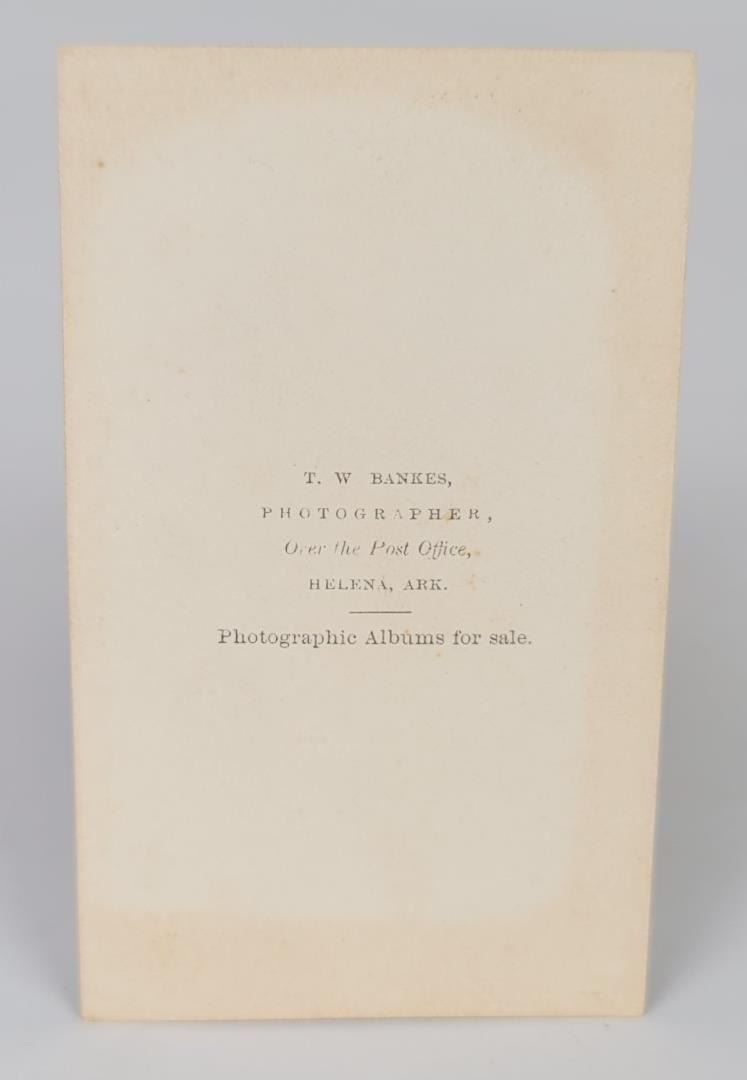 T. W BANKES,
PHOTOGRAPHER,
Over the Post Office,
HELENA, ARK.
Photographic Albums for sale.